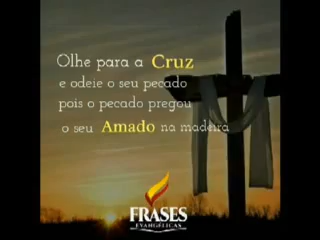 Olhe para a Cruz
e odeie o seu pecado
pois o pecado pregou
o seu Amado na madeira
FRASES
EVANGÉLICAS